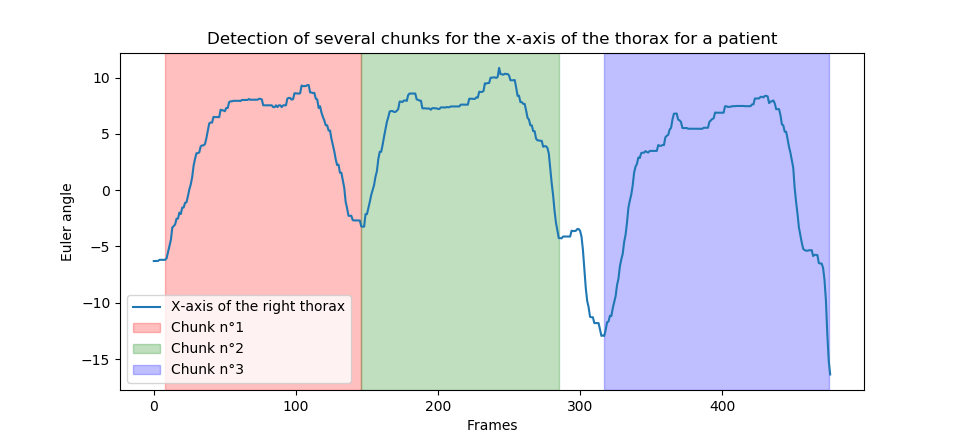 Detection of several chunks for the x-axis of the thorax for a patient
Euler angle
10
5
0
−5
−10
−15
X-axis of the right thorax
Chunk n°1
Chunk n°2
Chunk n°3
0 100 200 300 400
Frames